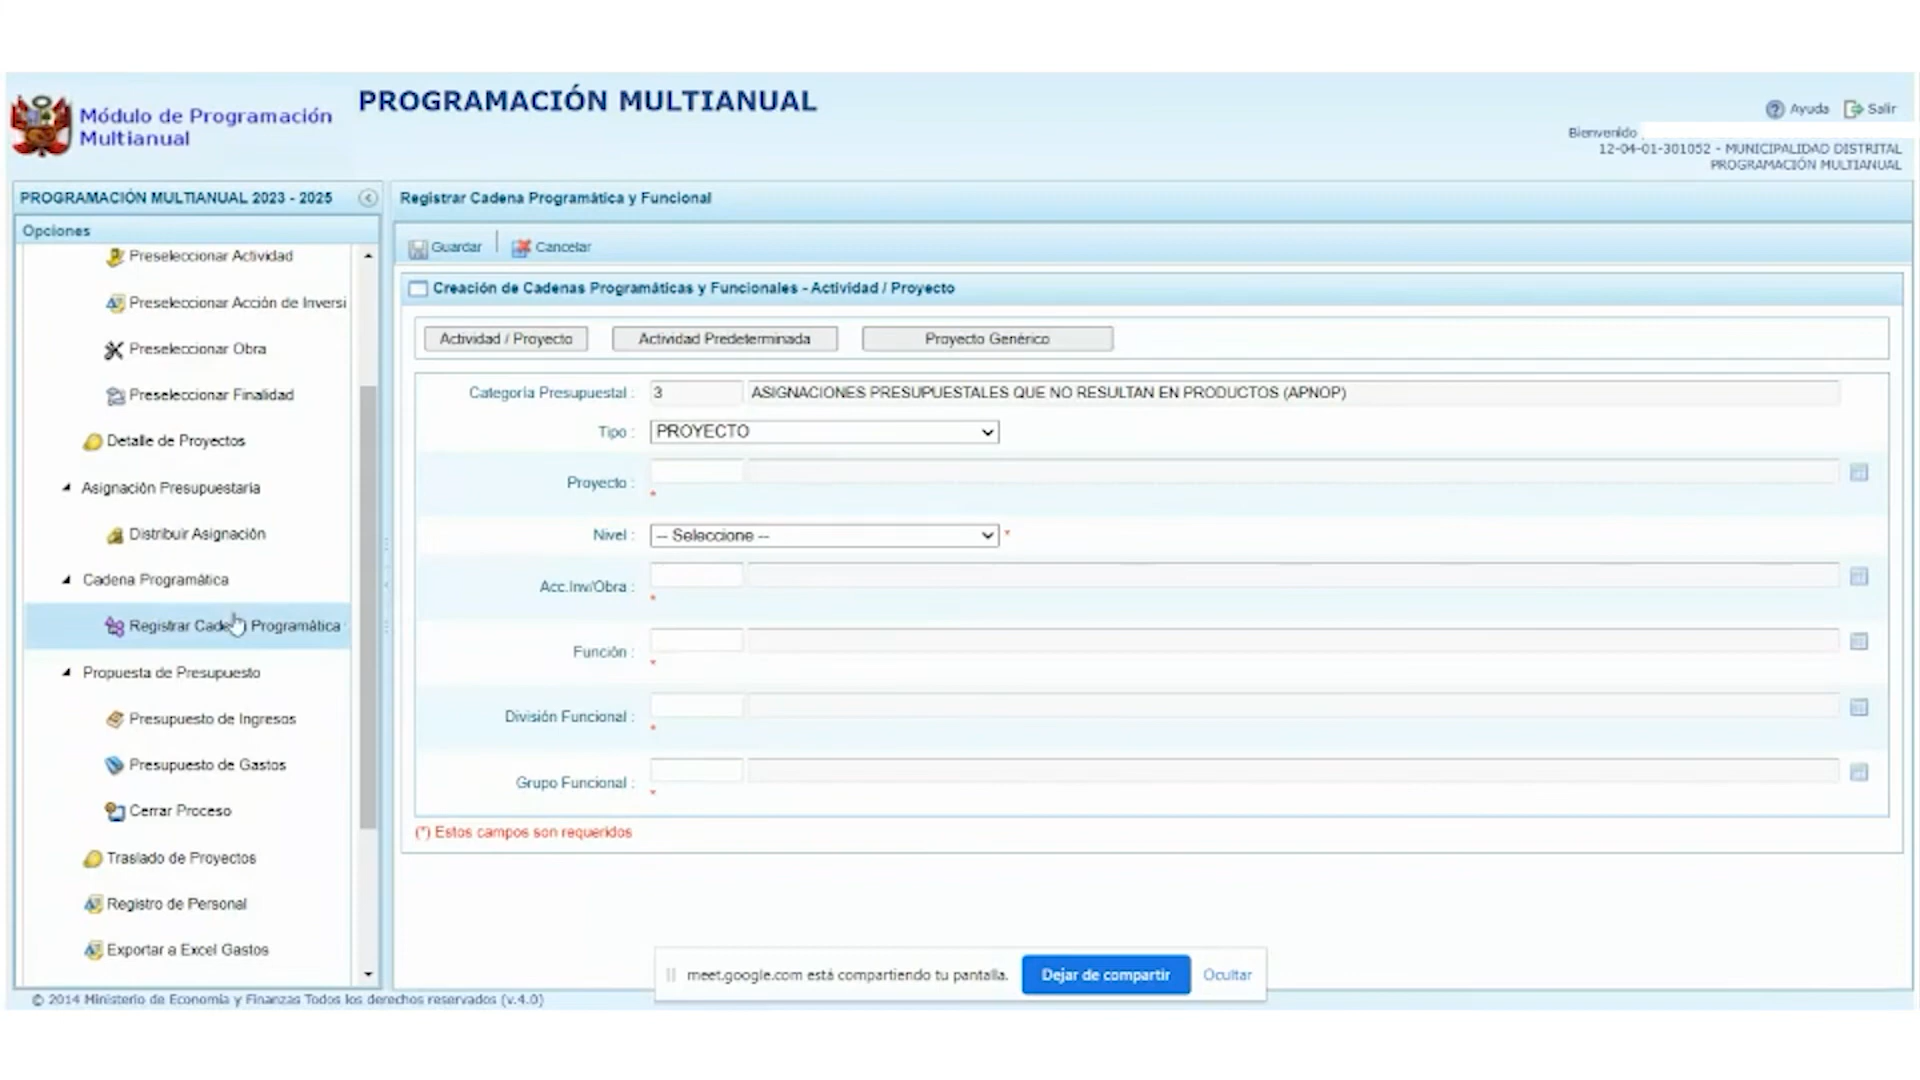 PROGRAMACIÓN MULTIANUAL
Módulo de Programación
Multianual
Ayuda Salir
Bienvenido
12-04-01-301052 - MUNICIPALIDAD DISTRITAL
PROGRAMACIÓN MULTIANUAL
PROGRAMACIÓN MULTIANUAL 2023 - 2025
Opciones
Preseleccionar Actividad
Preseleccionar Acción de Inversi
Preseleccionar Obra
Preseleccionar Finalidad
Detalle de Proyectos
Asignación Presupuestaria
Distribuir Asignación
Cadena Programática
Registrar Cadena Programática
Propuesta de Presupuesto
Presupuesto de Ingresos
Presupuesto de Gastos
Cerrar Proceso
Traslado de Proyectos
Registro de Personal
Exportar a Excel Gastos
Registrar Cadena Programática y Funcional
Guardar Cancelar
Creación de Cadenas Programáticas y Funcionales - Actividad / Proyecto
Actividad / Proyecto Actividad Predeterminada Proyecto Genérico
Categoría Presupuestal : 3 ASIGNACIONES PRESUPUESTALES QUE NO RESULTAN EN PRODUCTOS (APNOP)
Tipo : PROYECTO
Proyecto :
*
Nivel : -- Seleccione -- *
Acc.Inv/Obra :
*
Función :
*
División Funcional :
*
Grupo Funcional :
*
(*) Estos campos son requeridos
meet.google.com está compartiendo tu pantalla. Dejar de compartir Ocultar
© 2014 Ministerio de Economía y Finanzas Todos los derechos reservados (v.4.0)